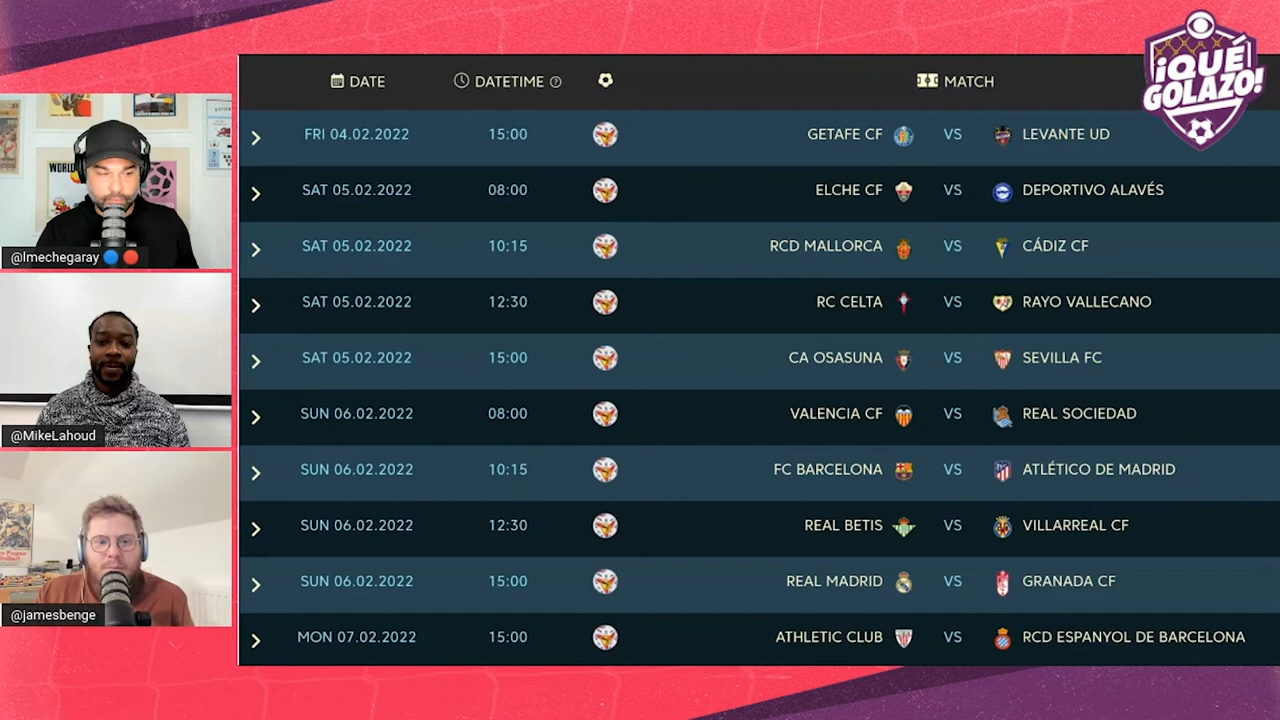 ¡QUÉ
GOLAZO!
DATE DATETIME MATCH
FRI 04.02.2022 15:00 GETAFE CF VS LEVANTE UD
SAT 05.02.2022 08:00 ELCHE CF VS DEPORTIVO ALAVÉS
SAT 05.02.2022 10:15 RCD MALLORCA VS CÁDIZ CF
SAT 05.02.2022 12:30 RC CELTA VS RAYO VALLECANO
SAT 05.02.2022 15:00 CA OSASUNA VS SEVILLA FC
SUN 06.02.2022 08:00 VALENCIA CF VS REAL SOCIEDAD
SUN 06.02.2022 10:15 FC BARCELONA VS ATLÉTICO DE MADRID
SUN 06.02.2022 12:30 REAL BETIS VS VILLARREAL CF
SUN 06.02.2022 15:00 REAL MADRID VS GRANADA CF
MON 07.02.2022 15:00 ATHLETIC CLUB VS RCD ESPANYOL DE BARCELONA
WORLD
@lmechegaray
@MikeLahoud
@jamesbenge